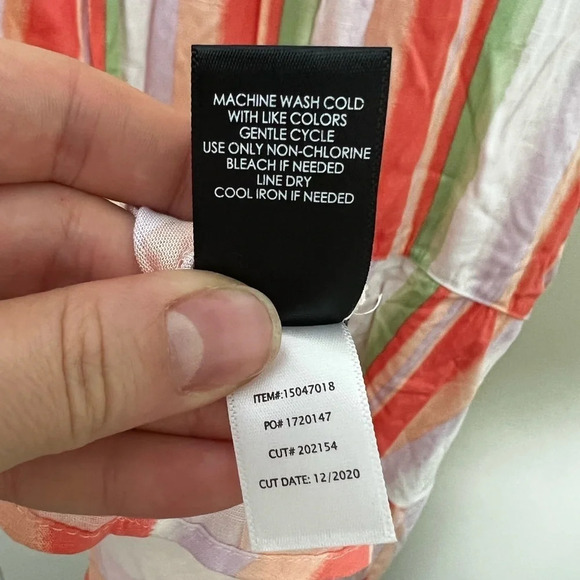 MACHINE WASH COLD
WITH LIKE COLORS
GENTLE CYCLE
USE ONLY NON-CHLORINE
BLEACH IF NEEDED
LINE DRY
COOL IRON IF NEEDED
ITEM#:15047018
PO# 1720147
CUT# 202154
CUT DATE: 12/2020